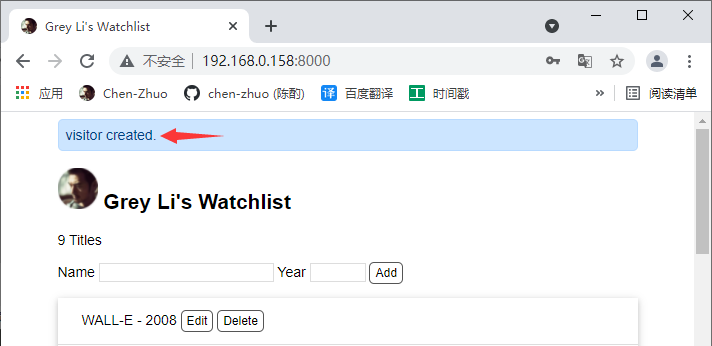 Grey Li's Watchlist
不安全 192.168.0.158:8000
应用 Chen-Zhuo chen-zhuo (陈酌) 译 百度翻译 工 时间戳 » 阅读清单
visitor created.
Grey Li's Watchlist
9 Titles
Name Year Add
WALL-E - 2008 Edit Delete